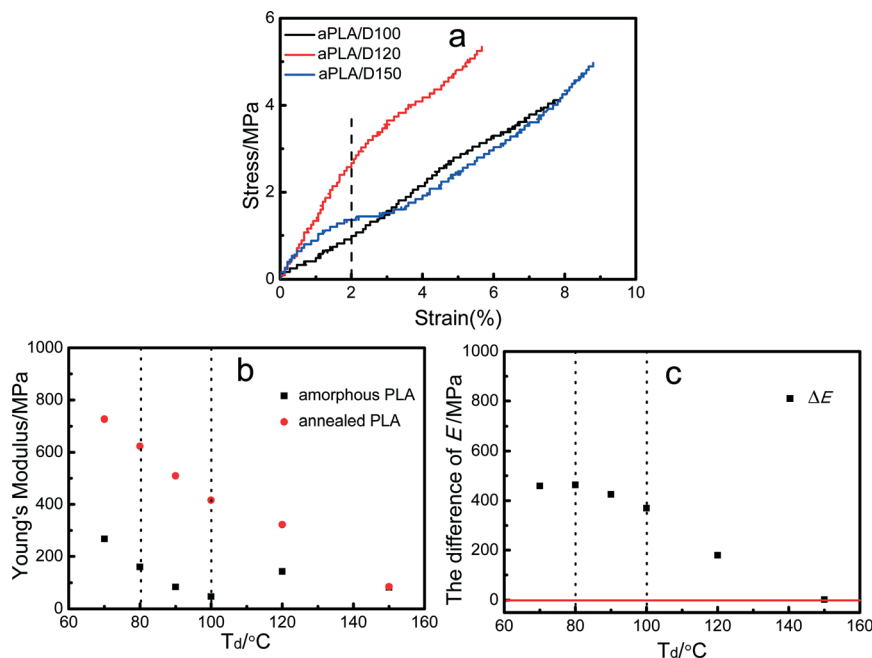 a
aPLA/D100
aPLA/D120
aPLA/D150
Stress/MPa
6
4
2
0
0 2 4 6 8 10
Strain(%)
b
amorphous PLA
annealed PLA
Young's Modulus/MPa
1000
800
600
400
200
0
60 80 100 120 140 160
Td/°C
c
ΔE
The difference of E/MPa
1000
800
600
400
200
0
60 80 100 120 140 160
Td/°C